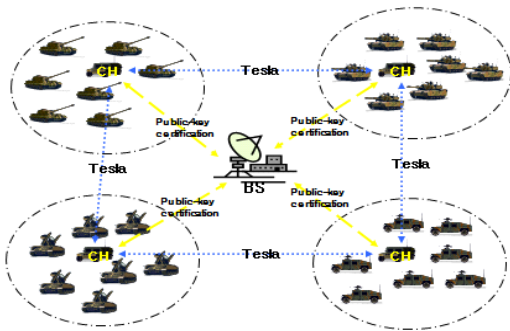 CH
Tesla
CH
Public-key
certification
Public-key
certification
Tesla
BS
Tesla
Public-key
certification
Public-key
certification
CH
Tesla
CH